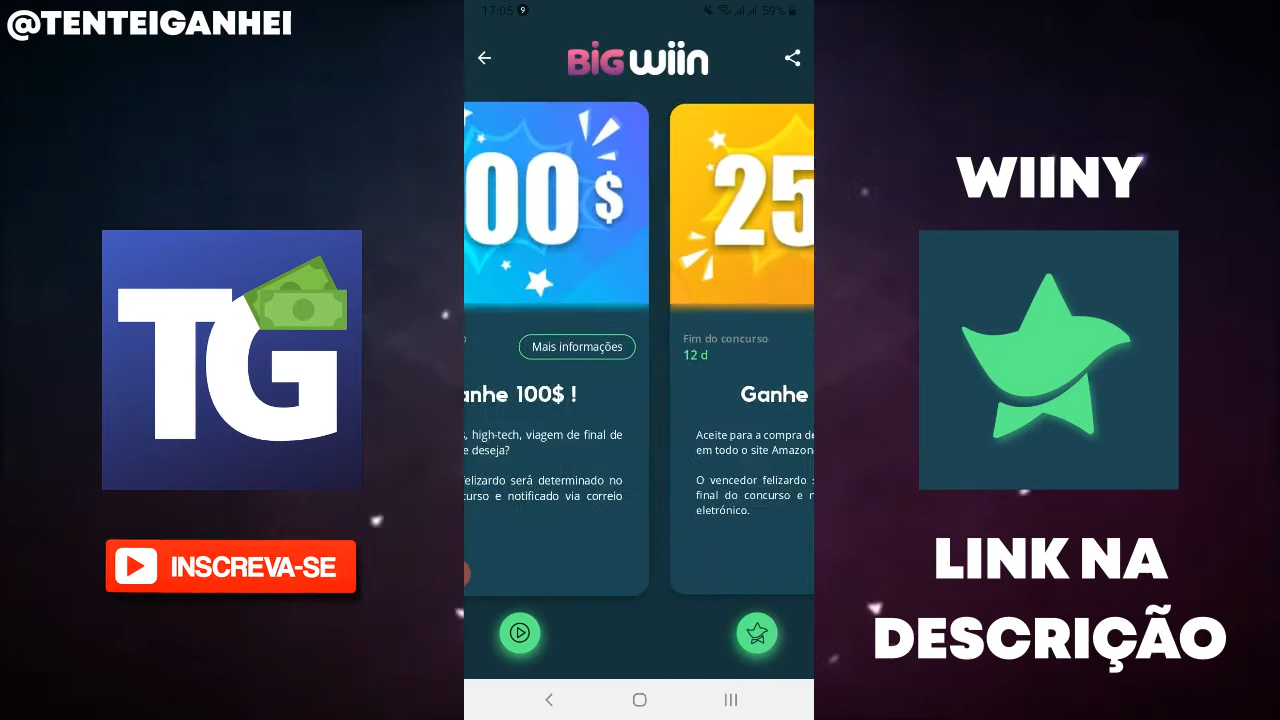 @TENTEIGANHEI
TG
INSCREVA-SE
17:05 9
59%
BiG wiin
00$
25
Mais informações
Fim do concurso
12 d
anhe 100$ !
Ganhe
, high-tech, viagem de final de
e deseja?
elizardo será determinado no
curso e notificado via correio
Aceite para a compra de
em todo o site Amazon
O vencedor felizardo s
final do concurso e n
eletrónico.
WIINY
LINK NA
DESCRIÇÃO